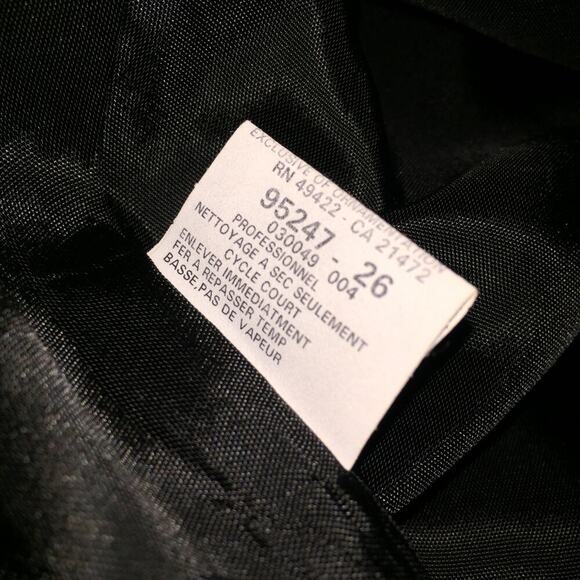 EXCLUSIVE OF ORNAMENTATION
RN 49422 - CA 21472
95247 - 26
030049 004
PROFESSIONNEL
NETTOYAGE A SEC SEULEMENT
CYCLE COURT
ENLEVER IMMEDIATMENT
FER A REPASSER TEMP
BASSE,PAS DE VAPEUR